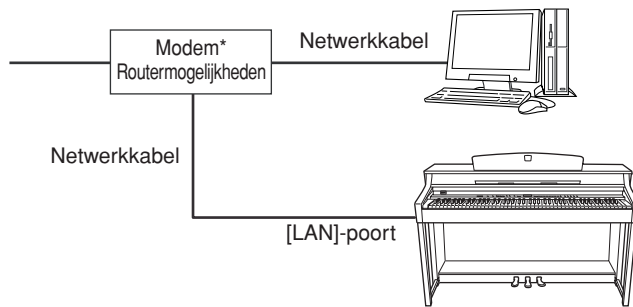 Modem*
Routermogelijkheden
Netwerkkabel
Netwerkkabel
[LAN]-poort